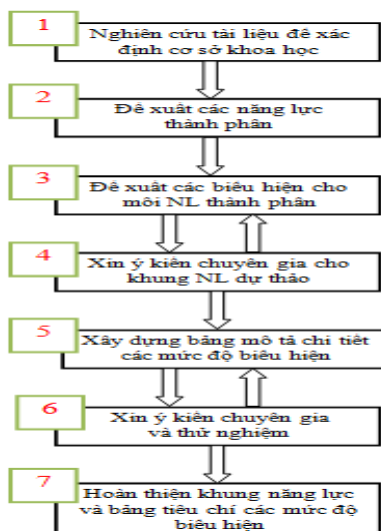 1
Nghiên cứu tài liệu để xác
định cơ sở khoa học
2
Đề xuất các năng lực
thành phần
3
Đề xuất các biểu hiện cho
mỗi NL thành phần
4
Xin ý kiến chuyên gia cho
khung NL dự thảo
5
Xây dựng bảng mô tả chi tiết
các mức độ biểu hiện
6
Xin ý kiến chuyên gia
và thử nghiệm
7
Hoàn thiện khung năng lực
và bảng tiêu chí các mức độ
biểu hiện